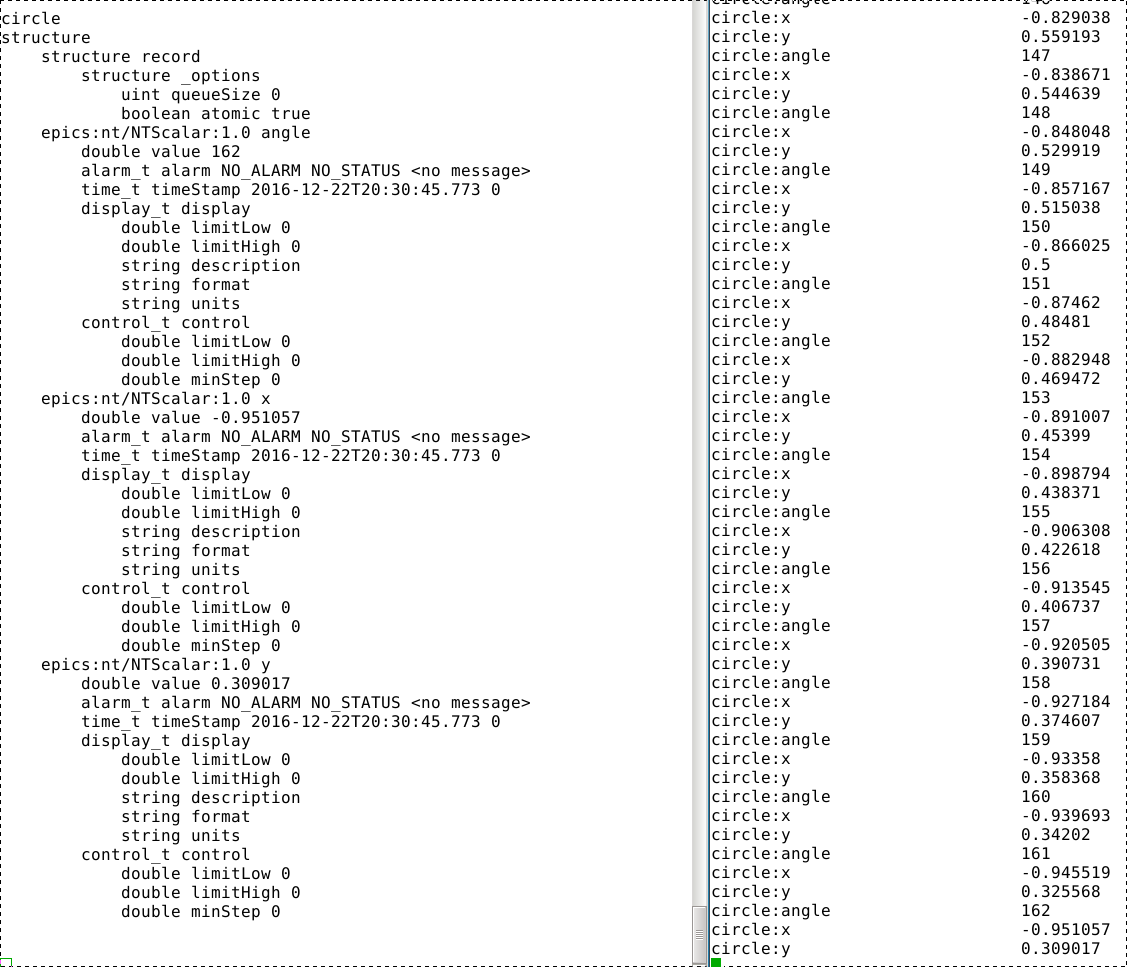 circle
structure
    structure record
        structure _options
            uint queueSize 0
            boolean atomic true
    epics:nt/NTScalar:1.0 angle
        double value 162
        alarm_t alarm NO_ALARM NO_STATUS <no message>
        time_t timeStamp 2016-12-22T20:30:45.773 0
        display_t display
            double limitLow 0
            double limitHigh 0
            string description
            string format
            string units
        control_t control
            double limitLow 0
            double limitHigh 0
            double minStep 0
    epics:nt/NTScalar:1.0 x
        double value -0.951057
        alarm_t alarm NO_ALARM NO_STATUS <no message>
        time_t timeStamp 2016-12-22T20:30:45.773 0
        display_t display
            double limitLow 0
            double limitHigh 0
            string description
            string format
            string units
        control_t control
            double limitLow 0
            double limitHigh 0
            double minStep 0
    epics:nt/NTScalar:1.0 y
        double value 0.309017
        alarm_t alarm NO_ALARM NO_STATUS <no message>
        time_t timeStamp 2016-12-22T20:30:45.773 0
        display_t display
            double limitLow 0
            double limitHigh 0
            string description
            string format
            string units
        control_t control
            double limitLow 0
            double limitHigh 0
            double minStep 0
circle:angle
circle:x -0.829038
circle:y 0.559193
circle:angle 147
circle:x -0.838671
circle:y 0.544639
circle:angle 148
circle:x -0.848048
circle:y 0.529919
circle:angle 149
circle:x -0.857167
circle:y 0.515038
circle:angle 150
circle:x -0.866025
circle:y 0.5
circle:angle 151
circle:x -0.87462
circle:y 0.48481
circle:angle 152
circle:x -0.882948
circle:y 0.469472
circle:angle 153
circle:x -0.891007
circle:y 0.45399
circle:angle 154
circle:x -0.898794
circle:y 0.438371
circle:angle 155
circle:x -0.906308
circle:y 0.422618
circle:angle 156
circle:x -0.913545
circle:y 0.406737
circle:angle 157
circle:x -0.920505
circle:y 0.390731
circle:angle 158
circle:x -0.927184
circle:y 0.374607
circle:angle 159
circle:x -0.93358
circle:y 0.358368
circle:angle 160
circle:x -0.939693
circle:y 0.34202
circle:angle 161
circle:x -0.945519
circle:y 0.325568
circle:angle 162
circle:x -0.951057
circle:y 0.309017